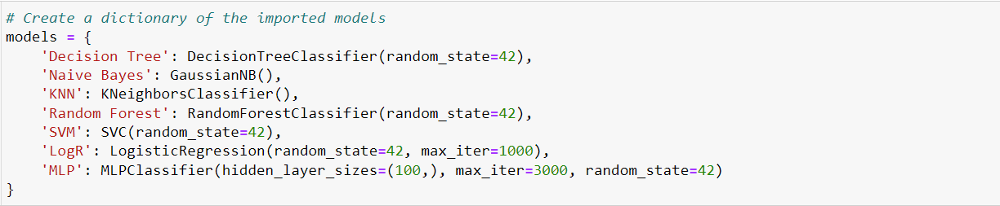 # Create a dictionary of the imported models
models = {
    'Decision Tree': DecisionTreeClassifier(random_state=42),
    'Naive Bayes': GaussianNB(),
    'KNN': KNeighborsClassifier(),
    'Random Forest': RandomForestClassifier(random_state=42),
    'SVM': SVC(random_state=42),
    'LogR': LogisticRegression(random_state=42, max_iter=1000),
    'MLP': MLPClassifier(hidden_layer_sizes=(100,), max_iter=3000, random_state=42)
}